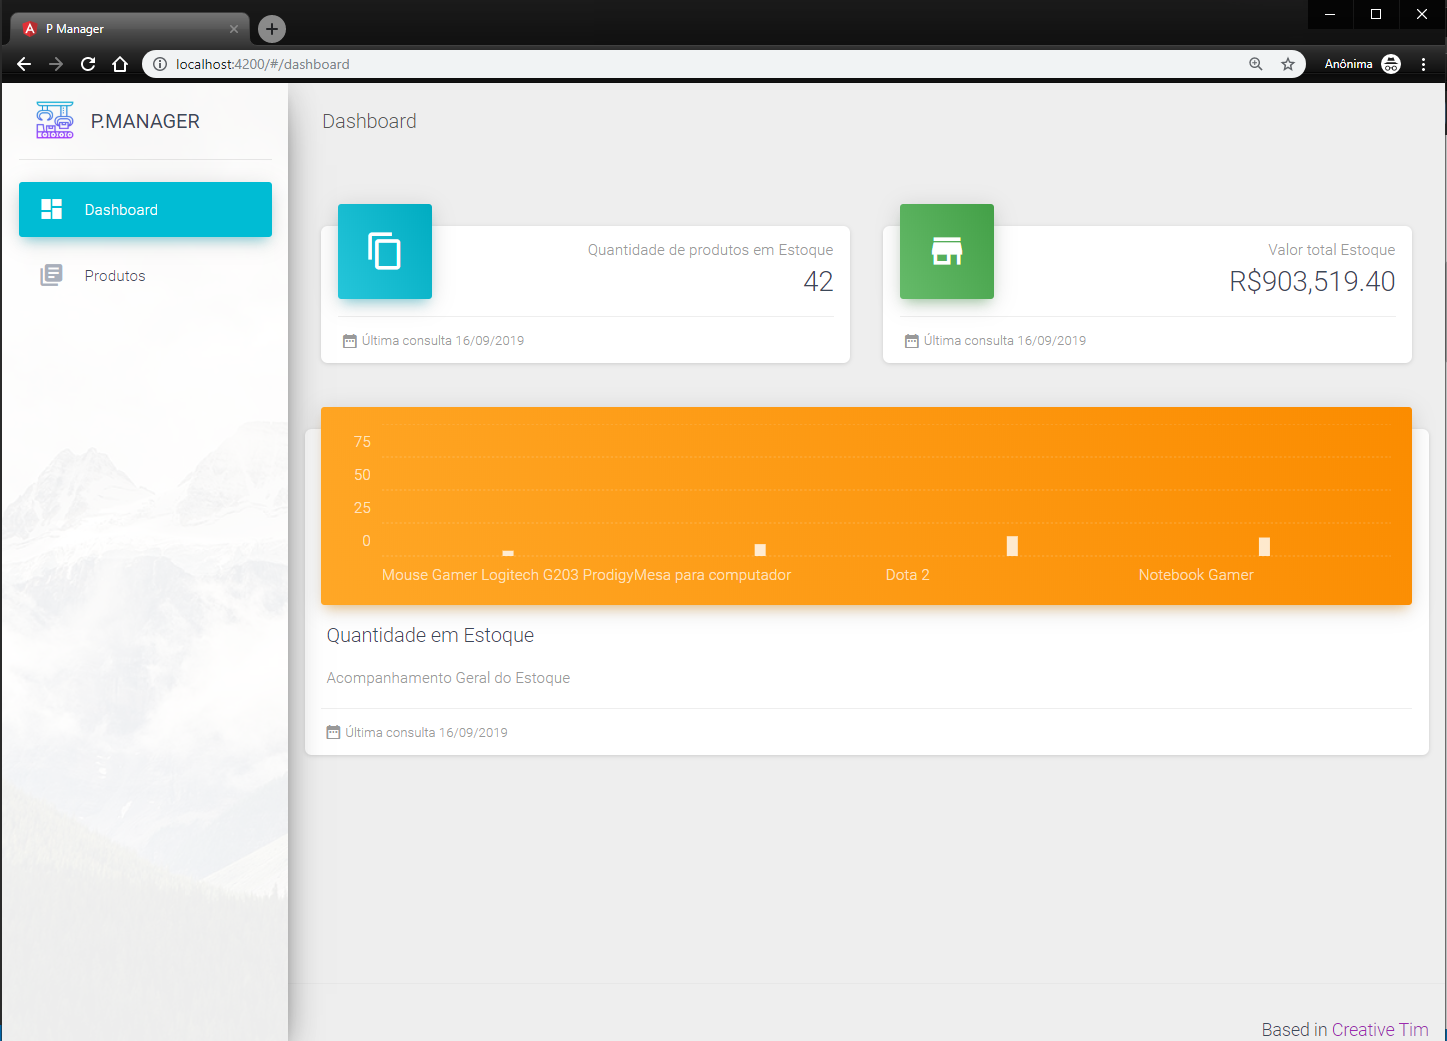 P Manager
localhost:4200/#/dashboard
Anônima
P.MANAGER
Dashboard
Dashboard
Produtos
Quantidade de produtos em Estoque
42
Última consulta 16/09/2019
Valor total Estoque
R$903,519.40
Última consulta 16/09/2019
75
50
25
0
Mouse Gamer Logitech G203 Prodigy Mesa para computador Dota 2 Notebook Gamer
Quantidade em Estoque
Acompanhamento Geral do Estoque
Última consulta 16/09/2019
Based in Creative Tim